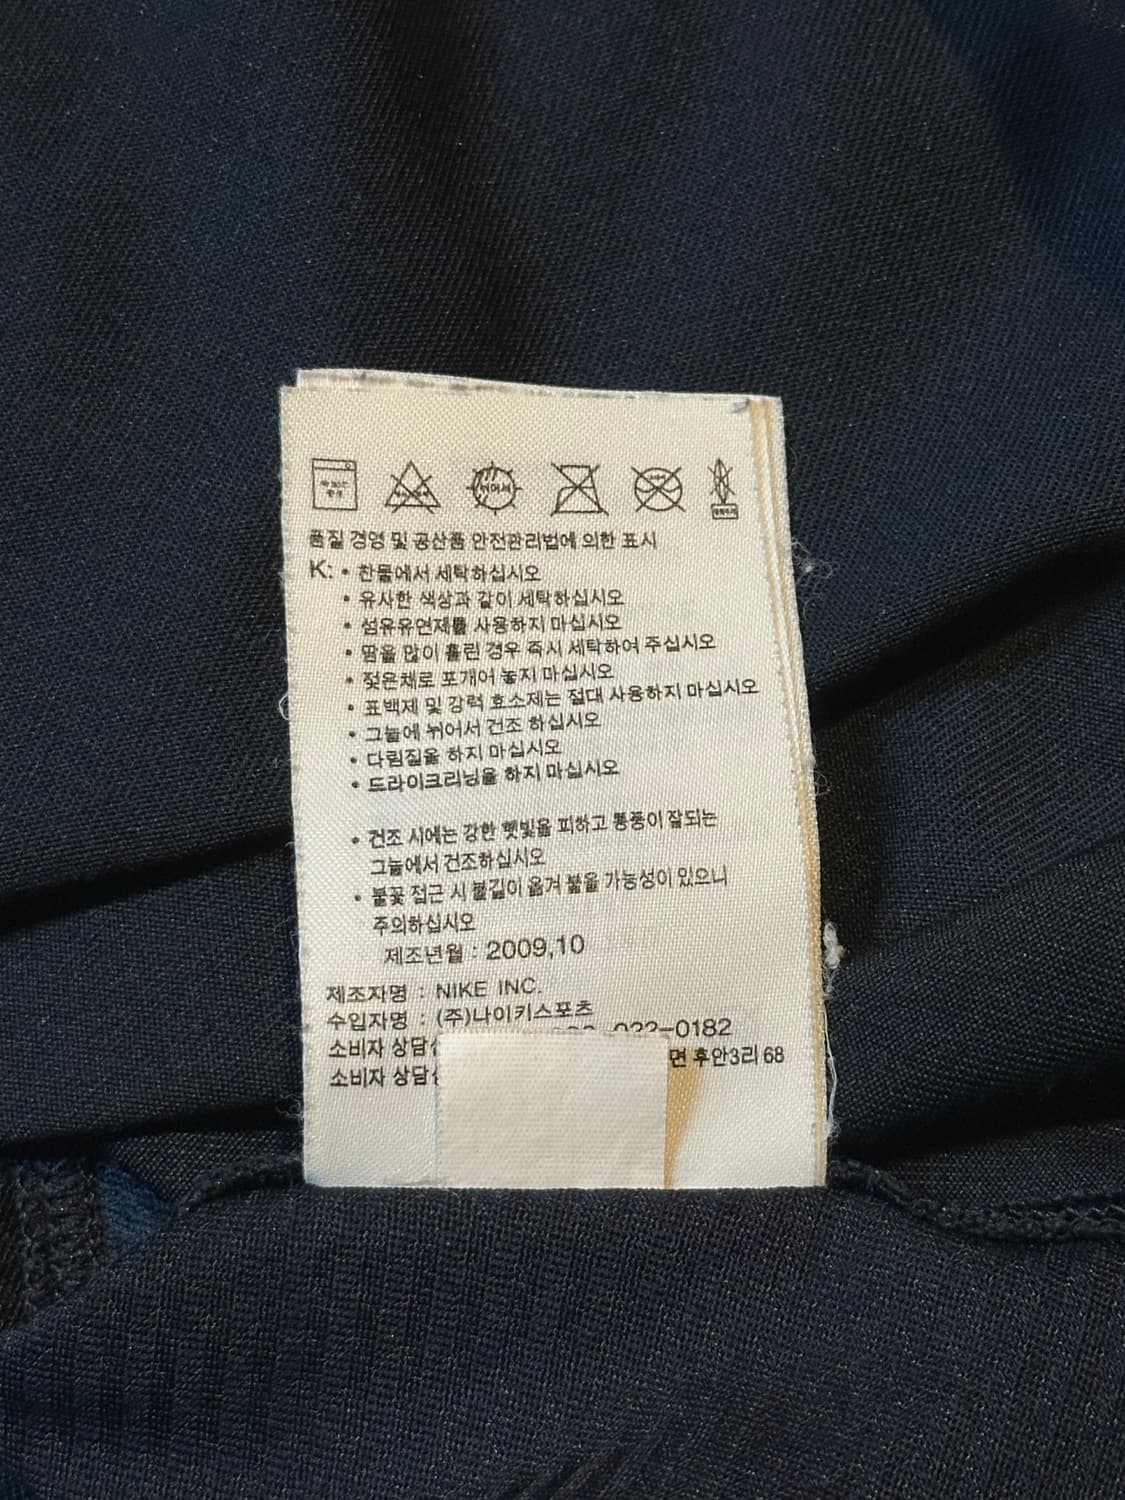 품질 경영 및 공산품 안전관리법에 의한 표시
K: • 찬물에서 세탁하십시오
• 유사한 색상과 같이 세탁하십시오
• 섬유유연제를 사용하지 마십시오
• 땀을 많이 흘린 경우 즉시 세탁하여 주십시오
• 젖은채로 포개어 놓지 마십시오
• 표백제 및 강력 효소제는 절대 사용하지 마십시오
• 그늘에 뉘어서 건조 하십시오
• 다림질을 하지 마십시오
• 드라이크리닝을 하지 마십시오
• 건조 시에는 강한 햇빛을 피하고 통풍이 잘되는
그늘에서 건조하십시오
• 불꽃 접근 시 불길이 옮겨 붙을 가능성이 있으니
주의하십시오
제조년월 : 2009,10
제조자명 : NIKE INC.
수입자명 : (주)나이키스포츠
소비자 상담 022-0182
소비자 상담 면 후안3리 68